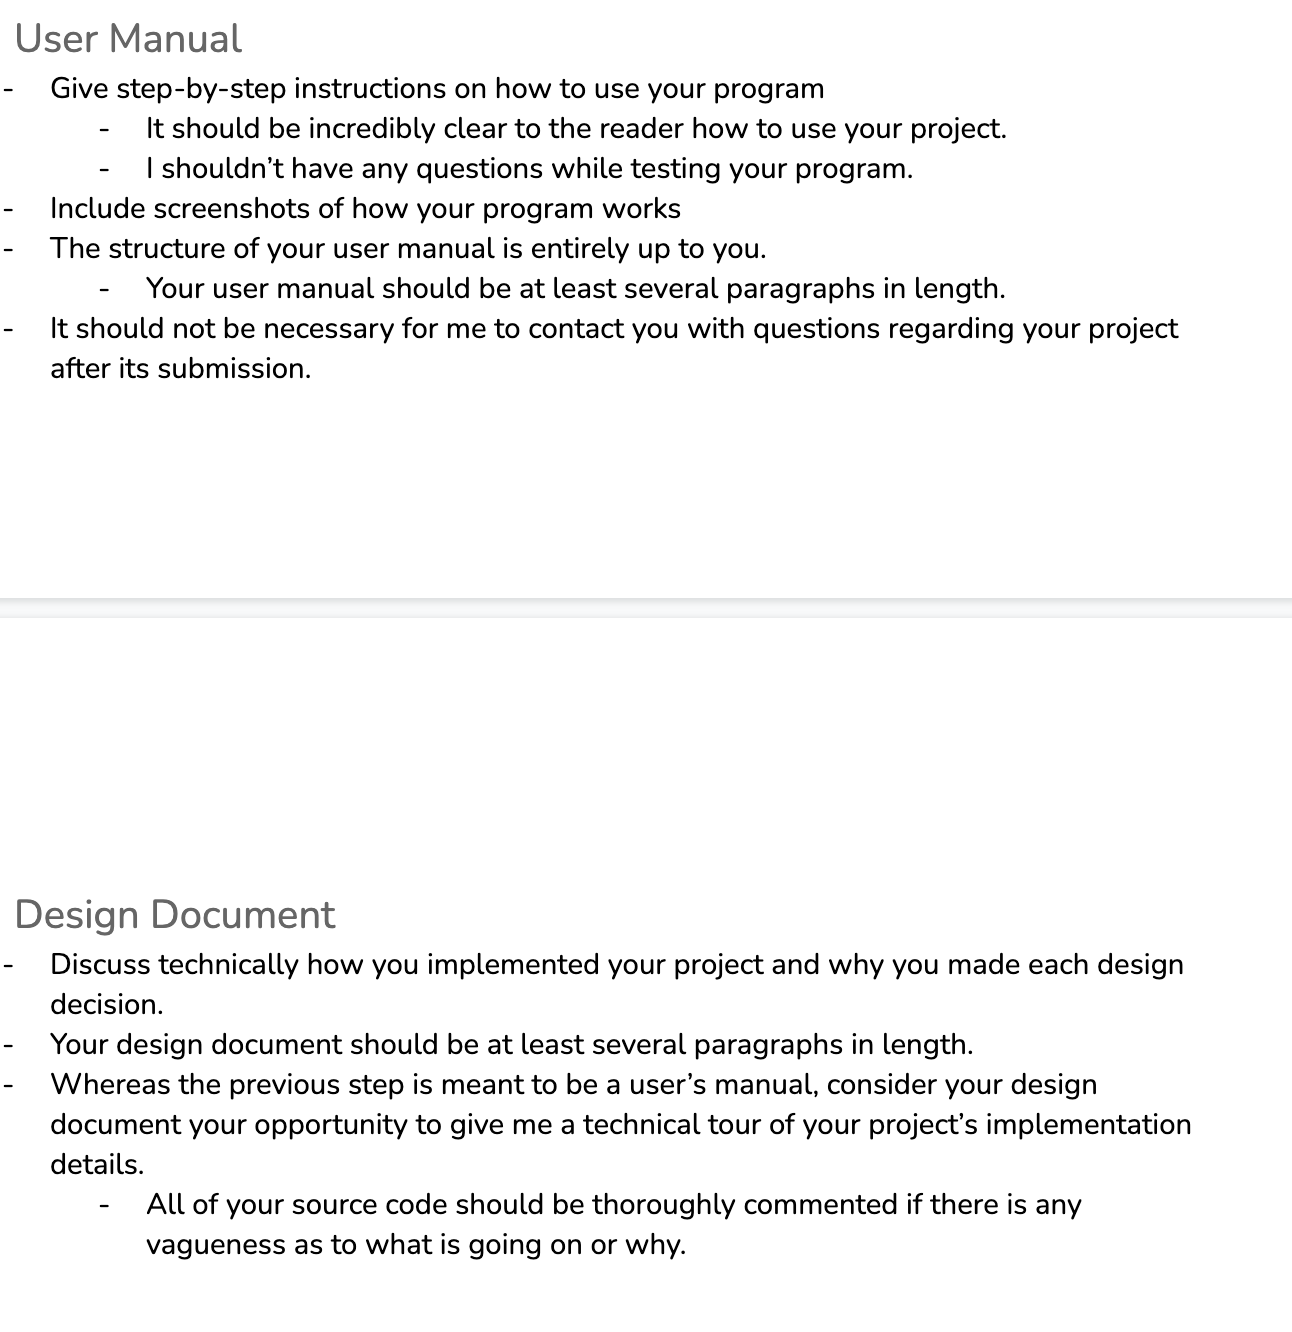 User Manual
- Give step-by-step instructions on how to use your program
- It should be incredibly clear to the reader how to use your project.
- I shouldn’t have any questions while testing your program.
- Include screenshots of how your program works
- The structure of your user manual is entirely up to you.
- Your user manual should be at least several paragraphs in length.
- It should not be necessary for me to contact you with questions regarding your project
after its submission.
Design Document
- Discuss technically how you implemented your project and why you made each design
decision.
- Your design document should be at least several paragraphs in length.
- Whereas the previous step is meant to be a user’s manual, consider your design
document your opportunity to give me a technical tour of your project’s implementation
details.
- All of your source code should be thoroughly commented if there is any
vagueness as to what is going on or why.